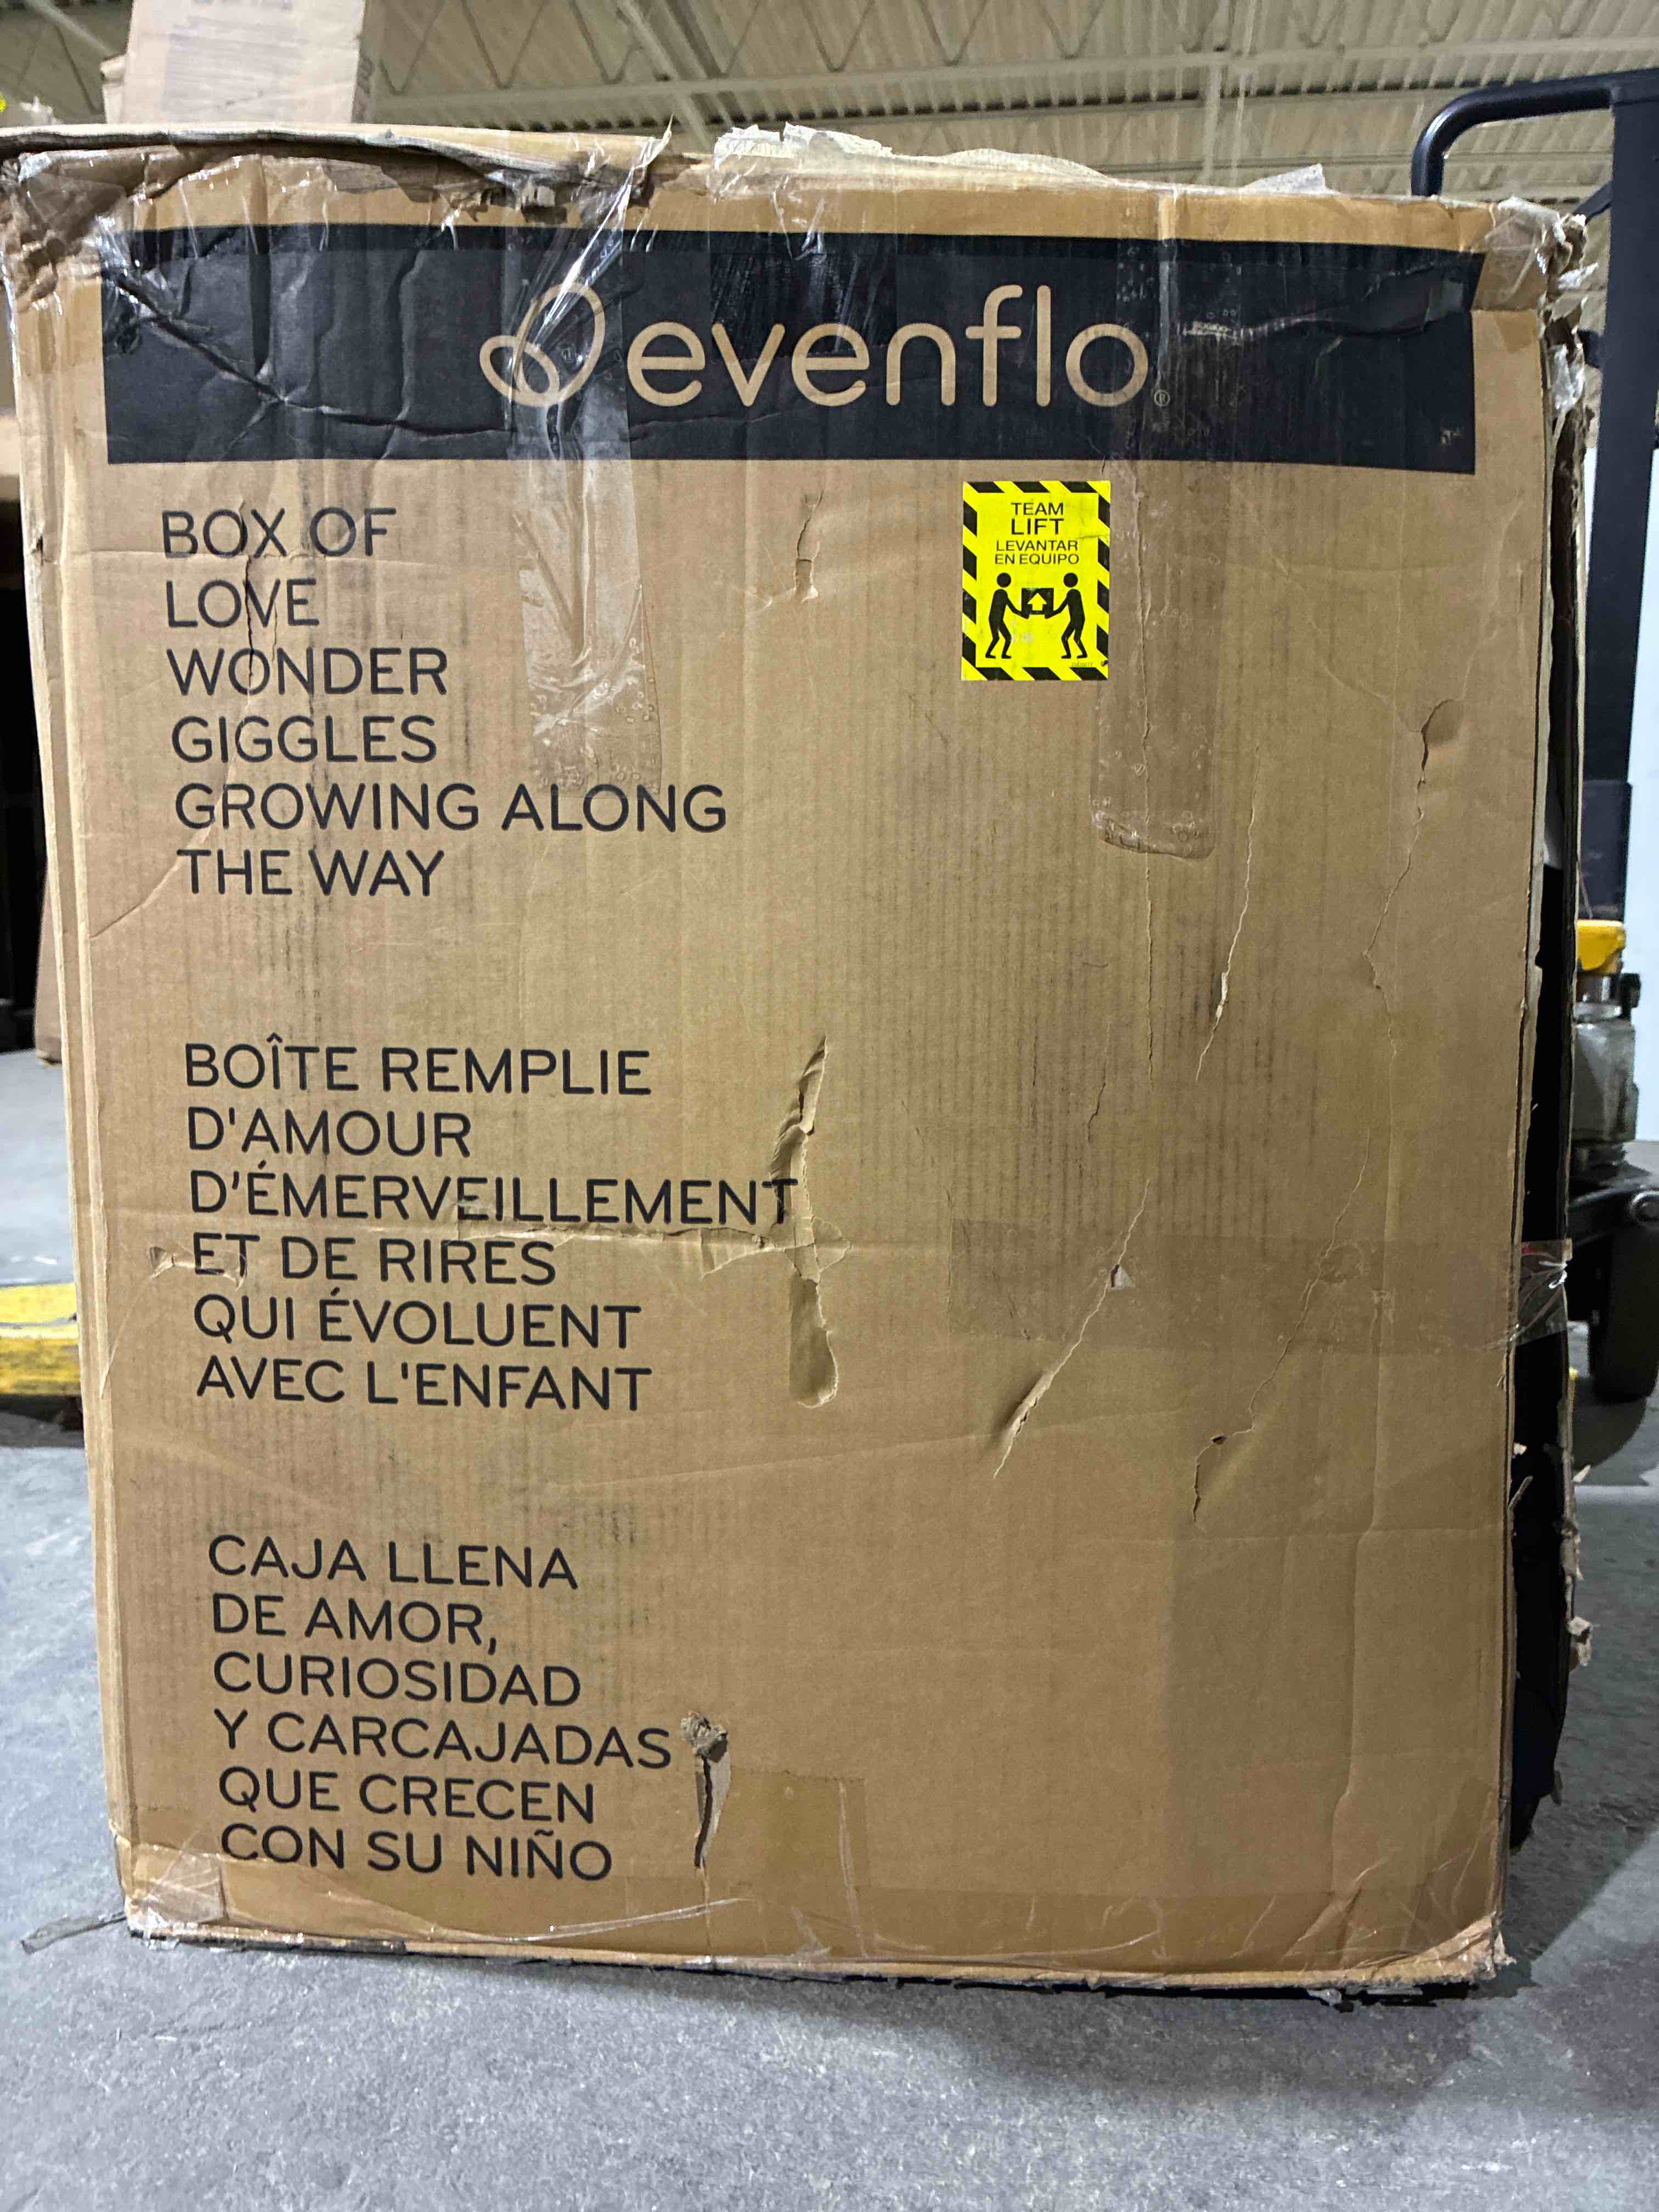 evenflo®
TEAM
LIFT
LEVANTAR
EN EQUIPO
BOX OF
LOVE
WONDER
GIGGLES
GROWING ALONG
THE WAY
BOÎTE REMPLIE
D'AMOUR
D'ÉMERVEILLEMENT
ET DE RIRES
QUI ÉVOLUENT
AVEC L'ENFANT
CAJA LLENA
DE AMOR,
CURIOSIDAD
Y CARCAJADAS
QUE CRECEN
CON SU NIÑO